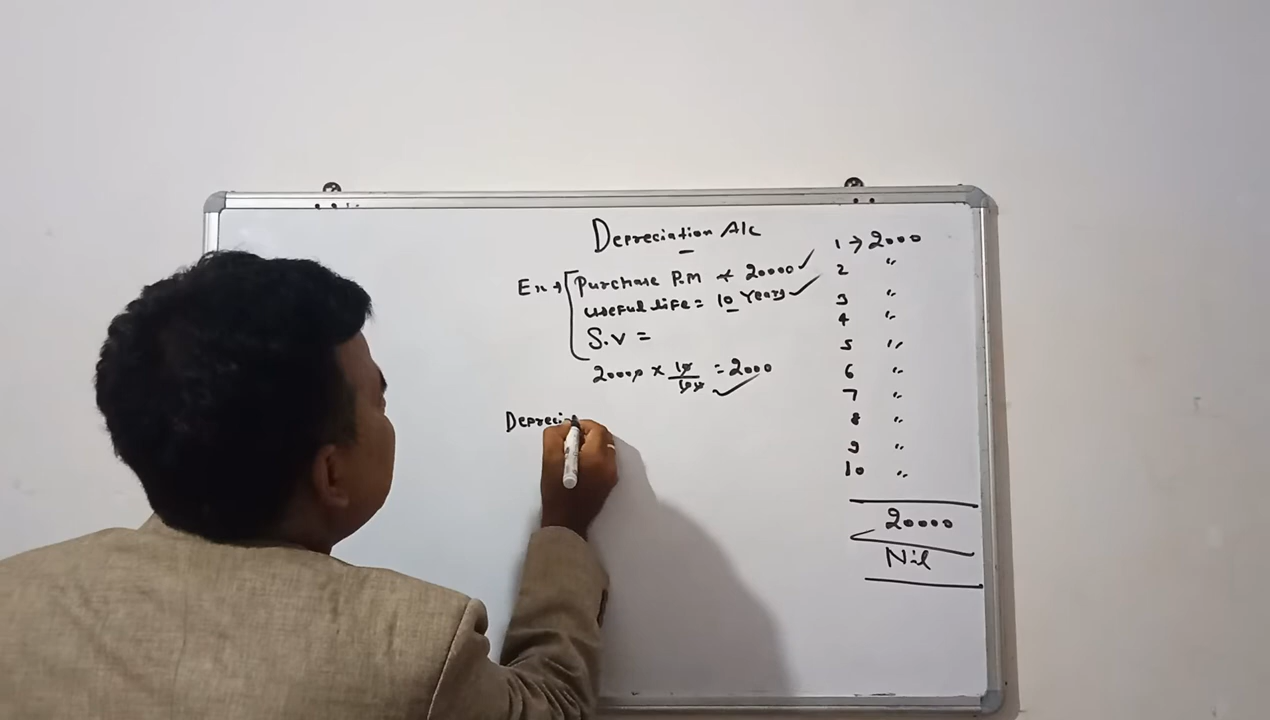 Depreciation A/c
Ex → Purchase P.M → 20000 ✓
Useful life = 10 Years ✓
S.V =
20000 × 10/100 = 2000 ✓
Depreci
1 → 2000
2 "
3 "
4 "
5 "
6 "
7 "
8 "
9 "
10 "
20000
Nil